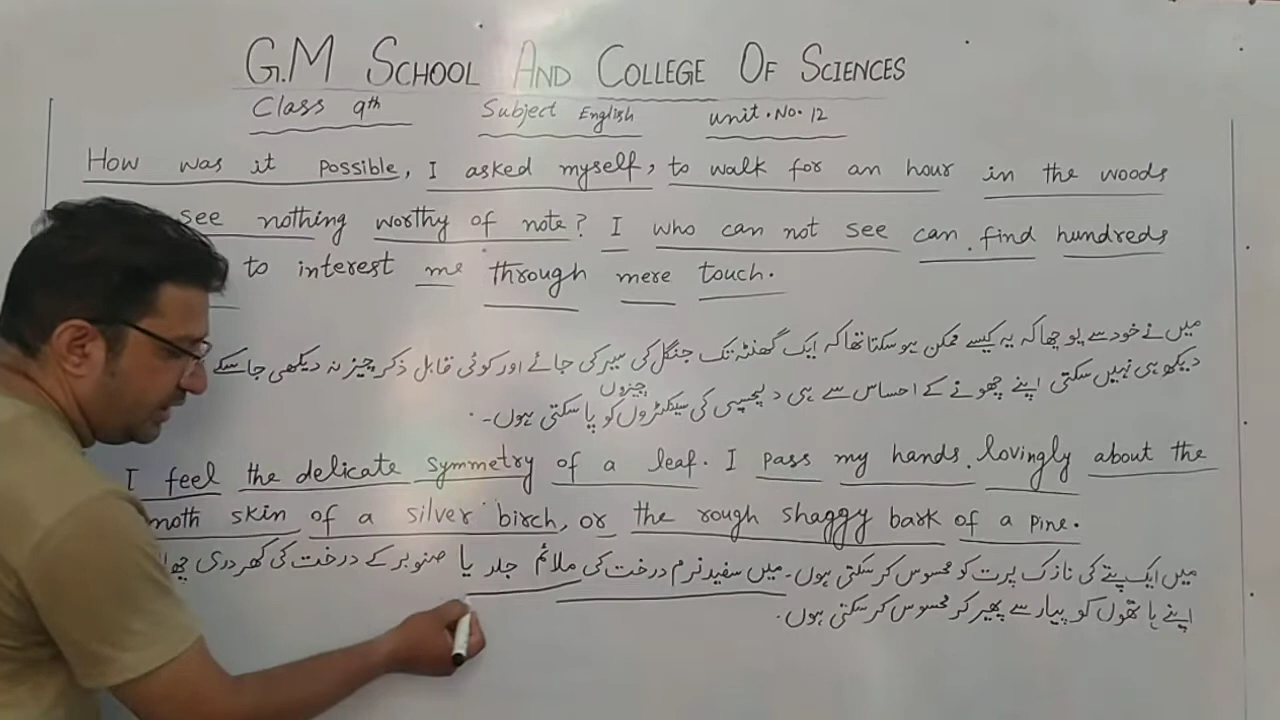 G.M SCHOOL AND COLLEGE OF SCIENCES
Class 9th Subject English unit.No.12
How was it possible, I asked myself, to walk for an hour in the woods
see nothing worthy of note? I who can not see can find hundreds
to interest me through mere touch.
میں نے خود سے پوچھا کہ یہ کیسے ممکن ہو سکتا تھا کہ ایک گھنٹہ تک جنگل کی سیر کی جائے اور کوئی قابل ذکر چیز نہ دیکھی جا سکے
دیکھ ہی نہیں سکتی اپنے چھونے کے احساس سے ہی دلچسپی کی سینکڑوں چیزوں کو پا سکتی ہوں۔
I feel the delicate symmetry of a leaf. I pass my hands lovingly about the
moth skin of a silver birch, or the rough shaggy bark of a pine.
میں ایک پتے کی نازک پرت کو محسوس کر سکتی ہوں۔ میں سفید نرم درخت کی ملائم جلد یا صنوبر کے درخت کی کھردری
اپنے ہاتھوں کو پیار سے پھیر کر محسوس کر سکتی ہوں.